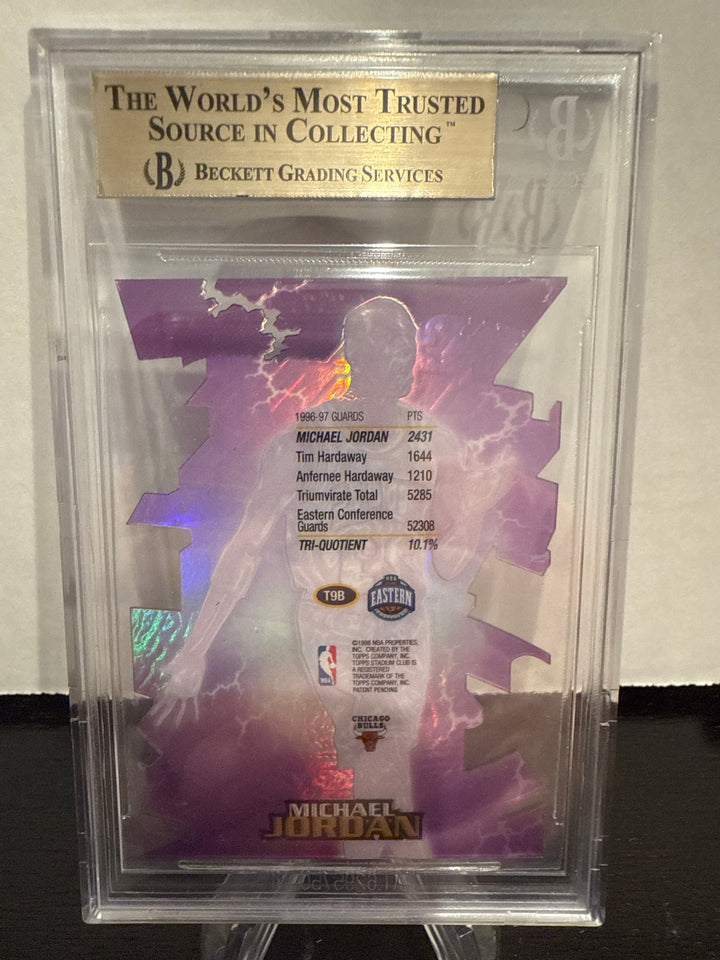 THE WORLD'S MOST TRUSTED
SOURCE IN COLLECTING™
B BECKETT GRADING SERVICES
1996-97 GUARDS PTS
MICHAEL JORDAN 2431
Tim Hardaway 1644
Anfernee Hardaway 1210
Triumvirate Total 5285
Eastern Conference
Guards 52308
TRI-QUOTIENT 10.1%
T9B
NBA
EASTERN
©1998 NBA PROPERTIES,
INC. CREATED BY THE
TOPPS COMPANY, INC.
TOPPS STADIUM CLUB IS
A REGISTERED
TRADEMARK OF THE
TOPPS COMPANY, INC.
PATENT PENDING
NBA
CHICAGO
BULLS
MICHAEL
JORDAN